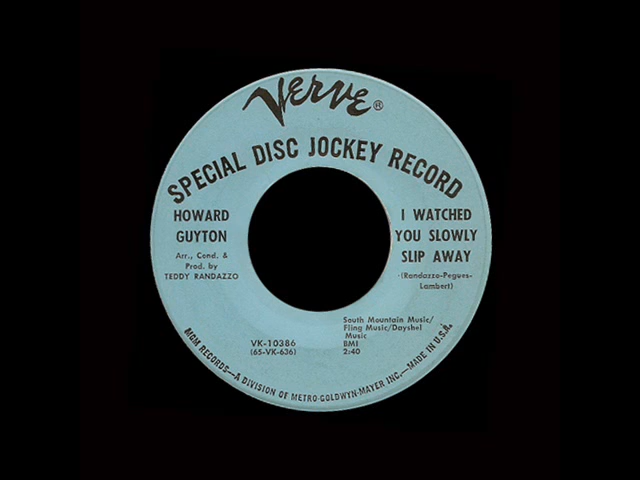 VERVE®
SPECIAL DISC JOCKEY RECORD
HOWARD
GUYTON
Arr., Cond. &
Prod. by
TEDDY RANDAZZO
I WATCHED
YOU SLOWLY
SLIP AWAY
(Randazzo-Pegues-
Lambert)
VK-10386
(65-VK-636)
South Mountain Music/
Fling Music/Dayshel
Music
BMI
2:40
MGM RECORDS—A DIVISION OF METRO-GOLDWYN-MAYER INC.—MADE IN U.S.A.